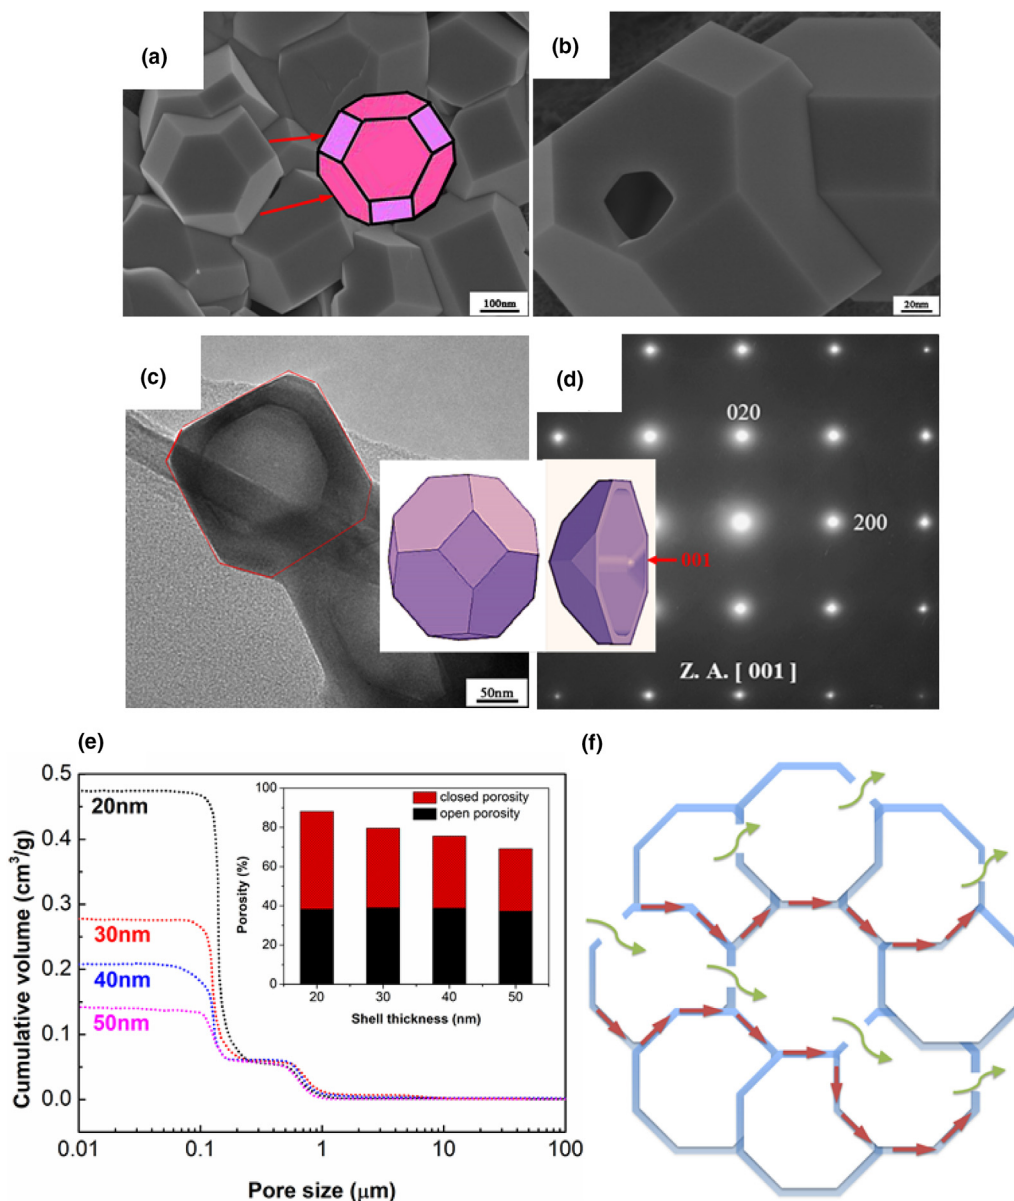 (a)
100nm
(b)
20nm
(c)
50nm
001
(d)
020
200
Z. A. [ 001 ]
(e)
Cumulative volume (cm³/g)
0.5
0.4
0.3
0.2
0.1
0.0
20nm
30nm
40nm
50nm
0.01
0.1
1
10
100
Pore size (μm)
Porosity (%)
100
80
60
40
20
0
closed porosity
open porosity
20
30
40
50
Shell thickness (nm)
(f)